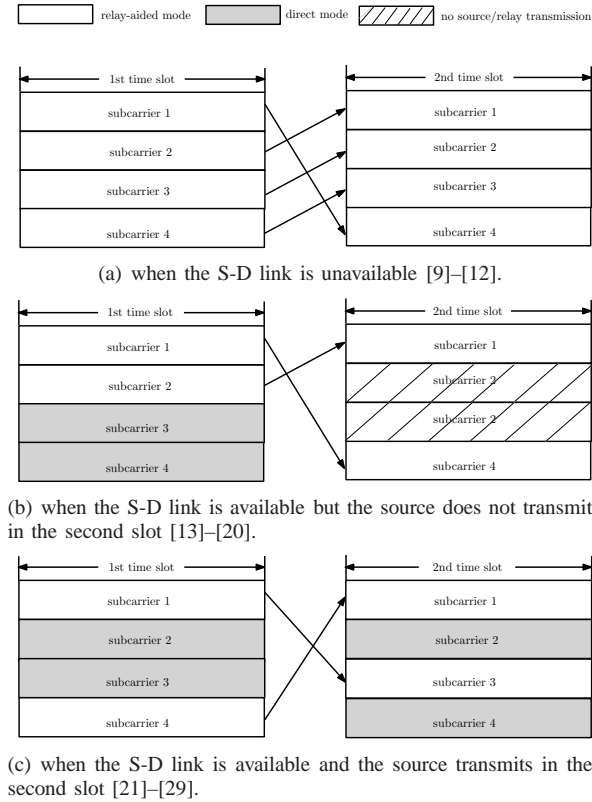 relay-aided mode direct mode no source/relay transmission
1st time slot 2nd time slot
subcarrier 1 subcarrier 1
subcarrier 2 subcarrier 2
subcarrier 3 subcarrier 3
subcarrier 4 subcarrier 4
(a) when the S-D link is unavailable [9]–[12].
1st time slot 2nd time slot
subcarrier 1 subcarrier 1
subcarrier 2 subcarrier 2
subcarrier 3 subcarrier 2
subcarrier 4 subcarrier 4
(b) when the S-D link is available but the source does not transmit
in the second slot [13]–[20].
1st time slot 2nd time slot
subcarrier 1 subcarrier 1
subcarrier 2 subcarrier 2
subcarrier 3 subcarrier 3
subcarrier 4 subcarrier 4
(c) when the S-D link is available and the source transmits in the
second slot [21]–[29].